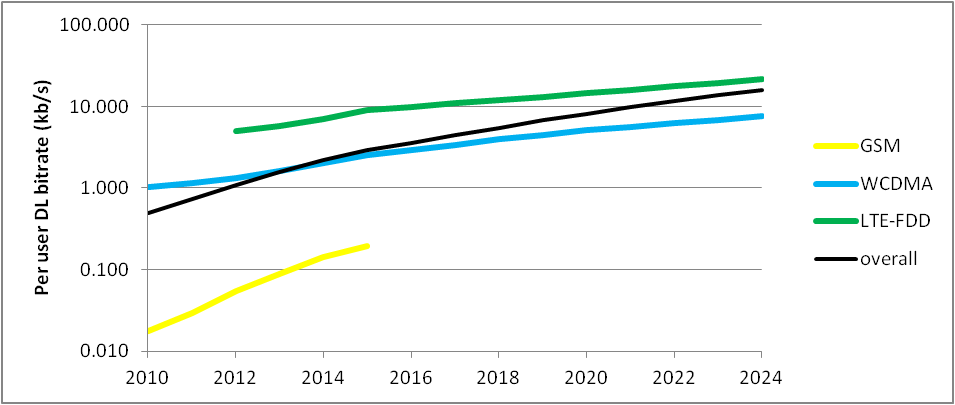 100.000
10.000
1.000
0.100
0.010
Per user DL bitrate (kb/s)
2010 2012 2014 2016 2018 2020 2022 2024
GSM
WCDMA
LTE-FDD
overall